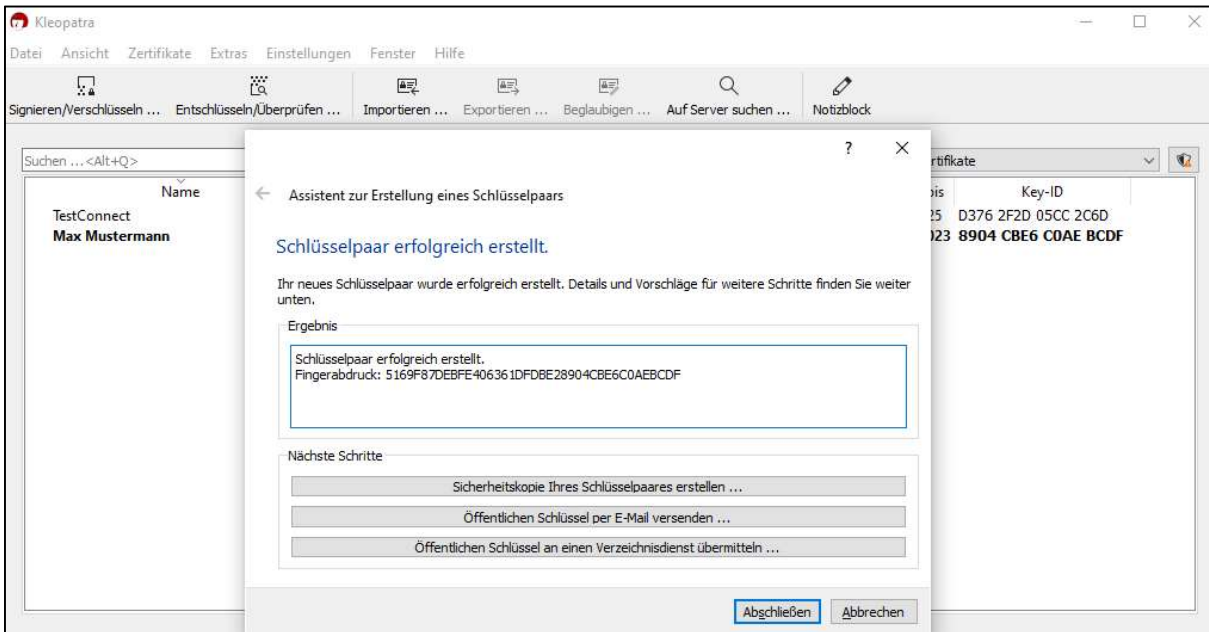 Kleopatra
Datei Ansicht Zertifikate Extras Einstellungen Fenster Hilfe
Signieren/Verschlüsseln ... Entschlüsseln/Überprüfen ... Importieren ... Exportieren ... Beglaubigen ... Auf Server suchen ... Notizblock
Suchen ...<Alt+Q>
rtifikate
Name
bis
Key-ID
TestConnect
25 D376 2F2D 05CC 2C6D
Max Mustermann
023 8904 CBE6 C0AE BCDF
?
Assistent zur Erstellung eines Schlüsselpaars
Schlüsselpaar erfolgreich erstellt.
Ihr neues Schlüsselpaar wurde erfolgreich erstellt. Details und Vorschläge für weitere Schritte finden Sie weiter
unten.
Ergebnis
Schlüsselpaar erfolgreich erstellt.
Fingerabdruck: 5169F87DEBFE406361DFDBE28904CBE6C0AEBCDF
Nächste Schritte
Sicherheitskopie Ihres Schlüsselpaares erstellen ...
Öffentlichen Schlüssel per E-Mail versenden ...
Öffentlichen Schlüssel an einen Verzeichnisdienst übermitteln ...
Abschließen
Abbrechen